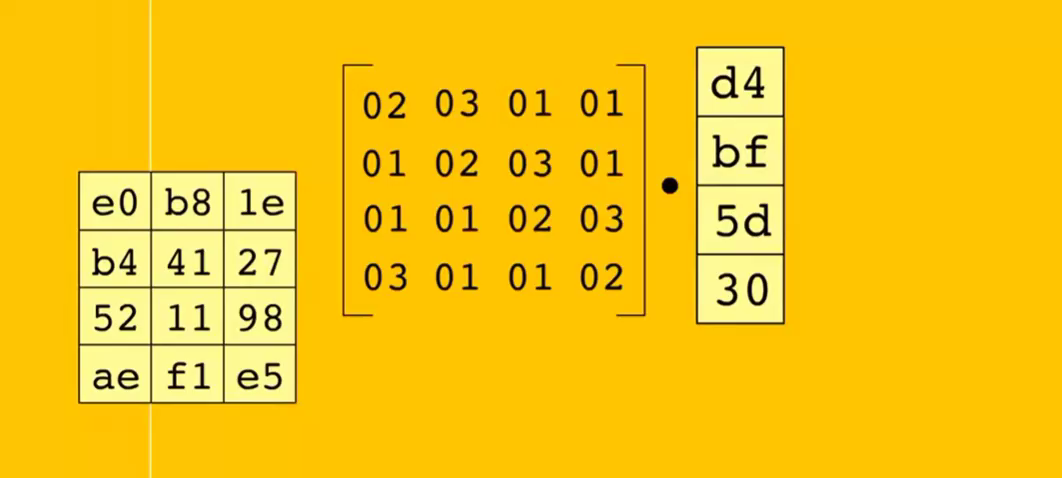 e0 b8 1e
b4 41 27
52 11 98
ae f1 e5
02 03 01 01
01 02 03 01
01 01 02 03
03 01 01 02
•
d4
bf
5d
30